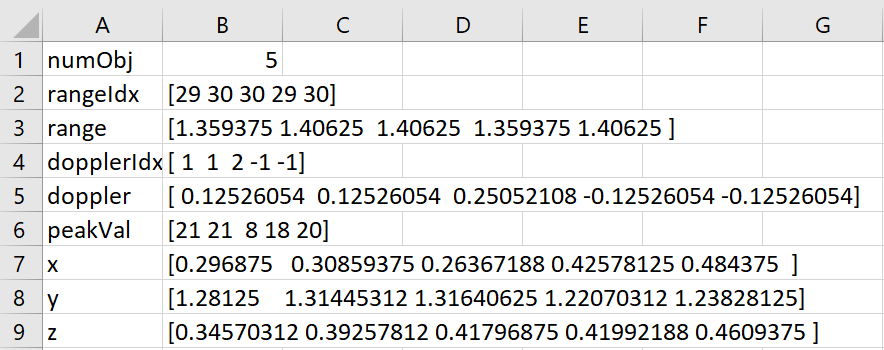 A B C D E F G
1 numObj 5
2 rangeIdx [29 30 30 29 30]
3 range [1.359375 1.40625  1.40625  1.359375 1.40625 ]
4 dopplerIdx [ 1  1  2 -1 -1]
5 doppler [ 0.12526054  0.12526054  0.25052108 -0.12526054 -0.12526054]
6 peakVal [21 21  8 18 20]
7 x [0.296875   0.30859375 0.26367188 0.42578125 0.484375  ]
8 y [1.28125    1.31445312 1.31640625 1.22070312 1.23828125]
9 z [0.34570312 0.39257812 0.41796875 0.41992188 0.4609375 ]